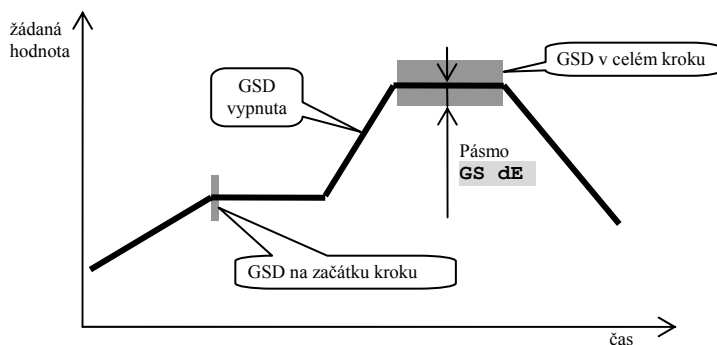 žádaná
hodnota
GSD
vypnuta
GSD v celém kroku
Pásmo
GS dE
GSD na začátku kroku
čas